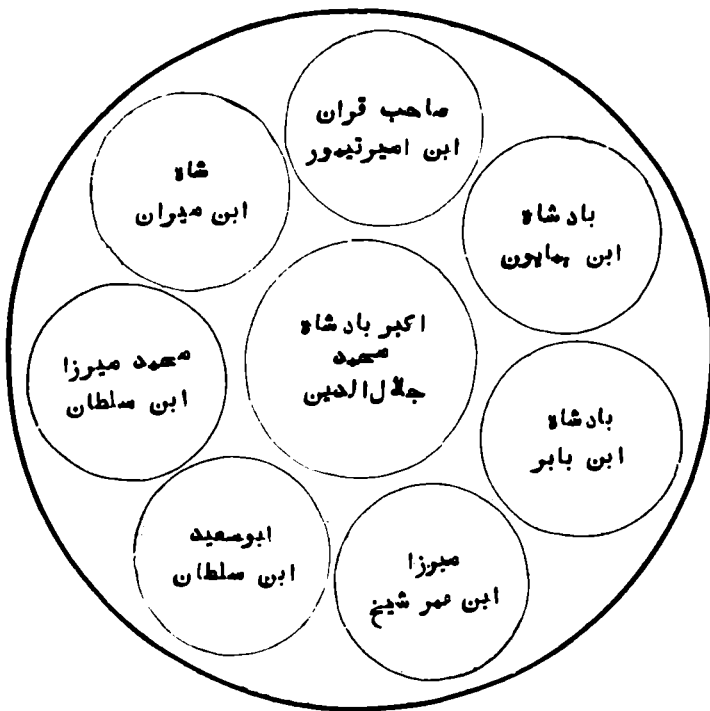 صاحب قران
ابن امیرتیمور
شاه
ابن میران
بادشاه
ابن ہمایون
اکبر بادشاه
محمد
جلال‌الدین
محمد میرزا
ابن سلطان
بادشاه
ابن بابر
ابوسعید
ابن سلطان
میرزا
ابن عمر شیخ